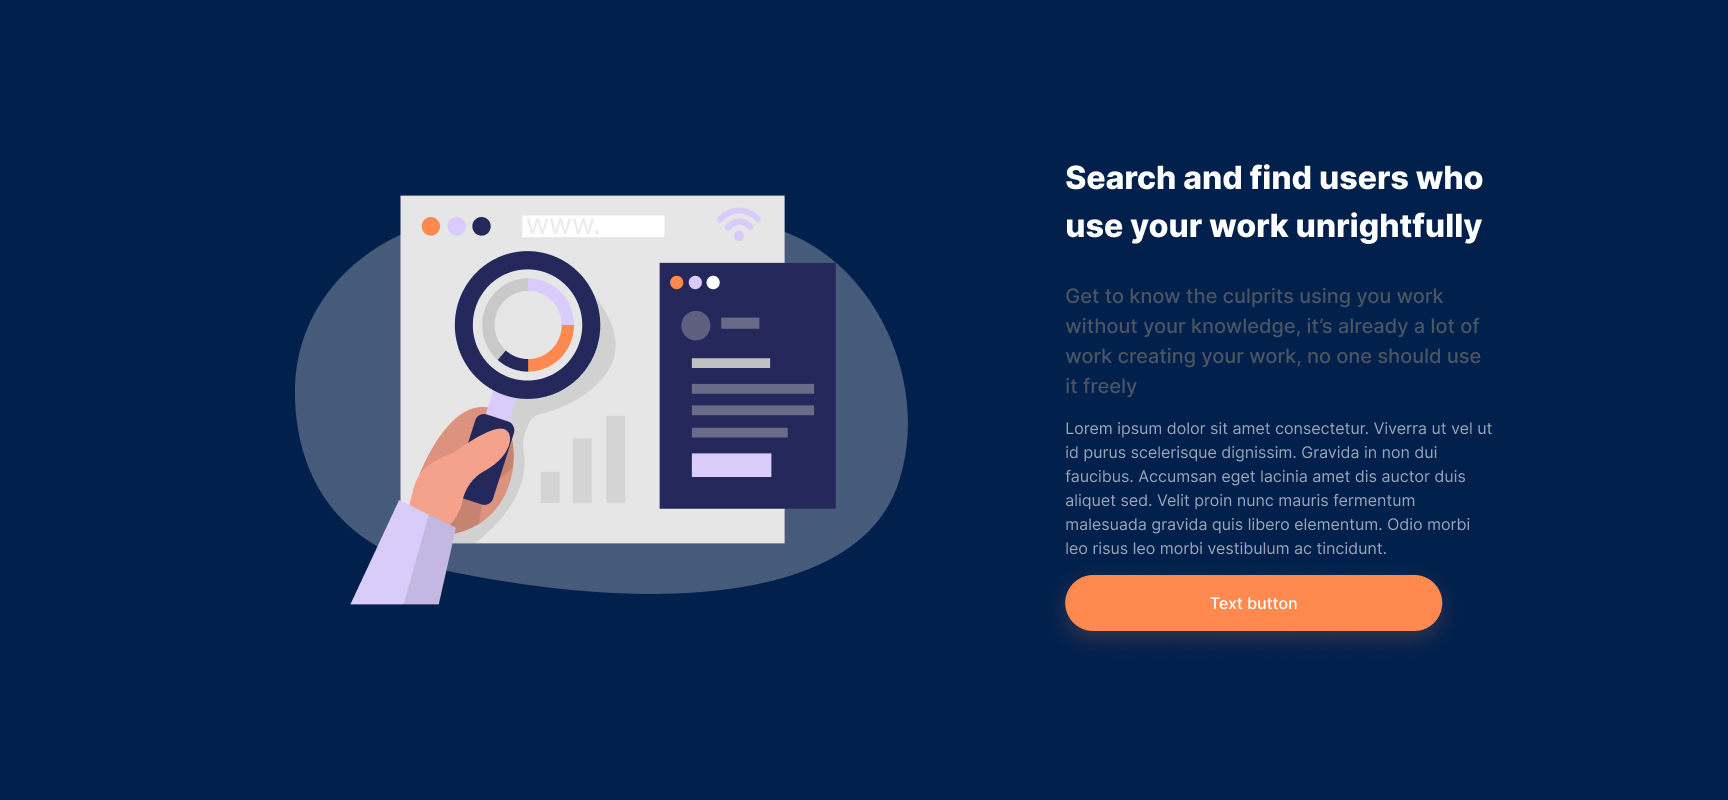 www.
Search and find users who
use your work unrightfully
Get to know the culprits using you work
without your knowledge, it’s already a lot of
work creating your work, no one should use
it freely
Lorem ipsum dolor sit amet consectetur. Viverra ut vel ut
id purus scelerisque dignissim. Gravida in non dui
faucibus. Accumsan eget lacinia amet dis auctor duis
aliquet sed. Velit proin nunc mauris fermentum
malesuada gravida quis libero elementum. Odio morbi
leo risus leo morbi vestibulum ac tincidunt.
Text button